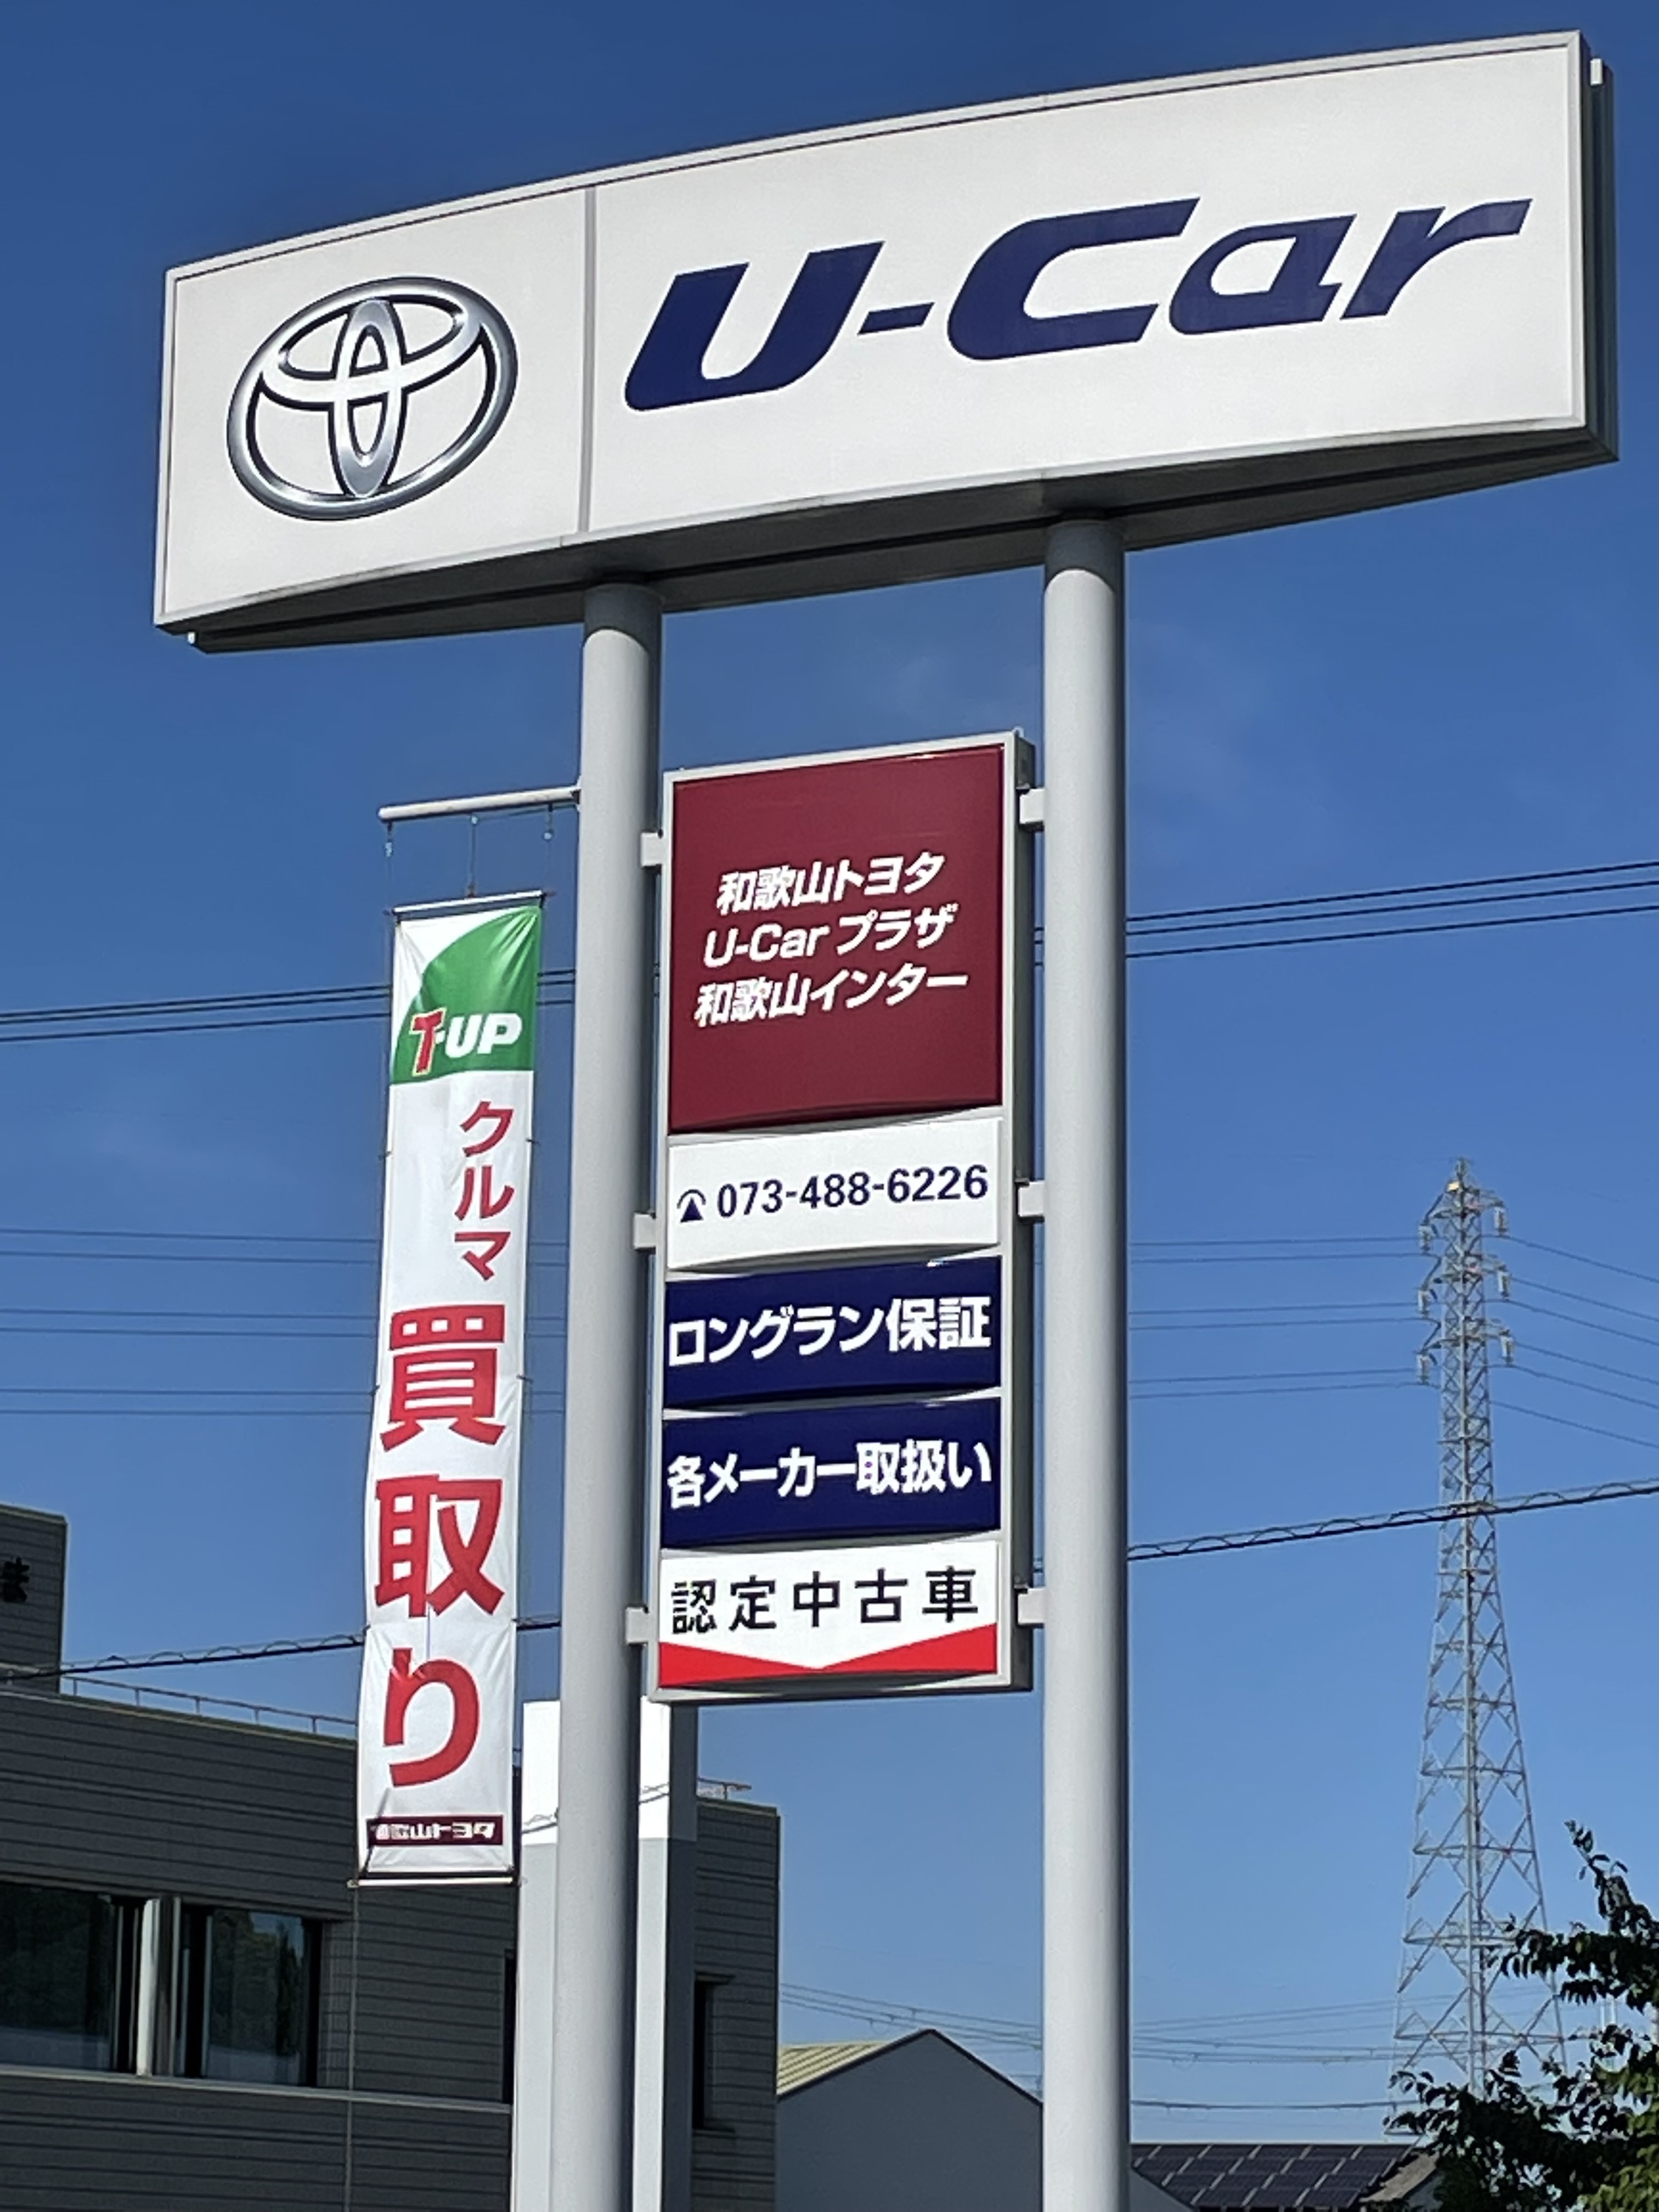 U-Car
和歌山トヨタ
U-Car プラザ
和歌山インター
073-488-6226
ロングラン保証
各メーカー取扱い
認定中古車
T-UP
クルマ
買取り
和歌山トヨタ